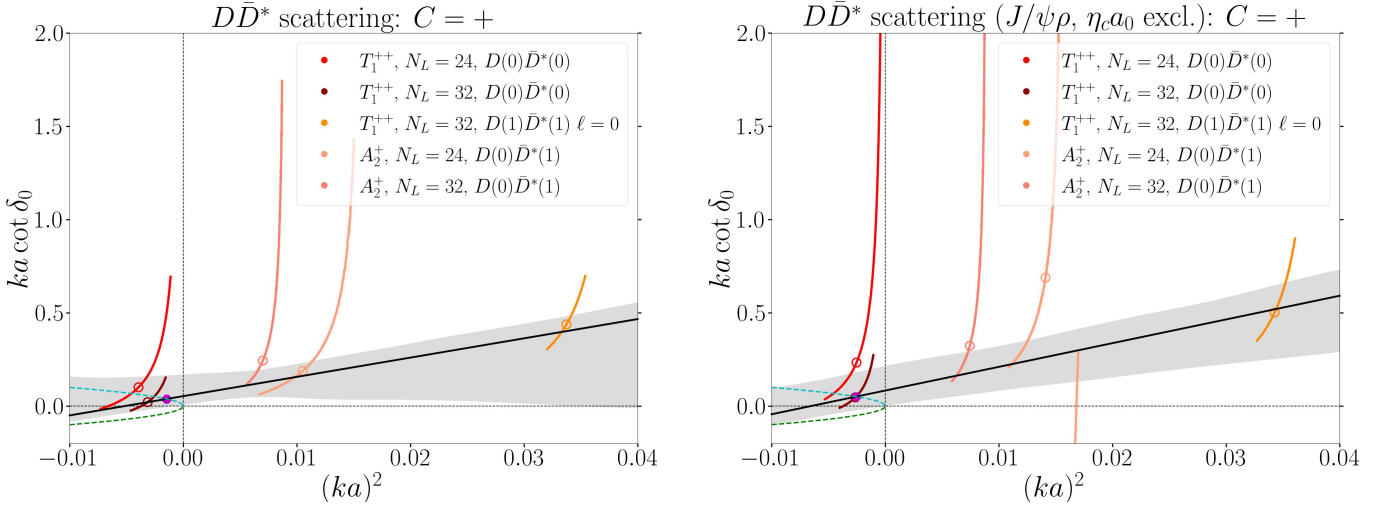 DD̄* scattering: C = +
2.0
1.5
1.0
0.5
0.0
ka cot δ₀
T₁⁺⁺, N_L = 24, D(0)D̄*(0)
T₁⁺⁺, N_L = 32, D(0)D̄*(0)
T₁⁺⁺, N_L = 32, D(1)D̄*(1) ℓ = 0
A₂⁺, N_L = 24, D(0)D̄*(1)
A₂⁺, N_L = 32, D(0)D̄*(1)
−0.01 0.00 0.01 0.02 0.03 0.04
(ka)²
DD̄* scattering (J/ψρ, η_c a₀ excl.): C = +
2.0
1.5
1.0
0.5
0.0
ka cot δ₀
T₁⁺⁺, N_L = 24, D(0)D̄*(0)
T₁⁺⁺, N_L = 32, D(0)D̄*(0)
T₁⁺⁺, N_L = 32, D(1)D̄*(1) ℓ = 0
A₂⁺, N_L = 24, D(0)D̄*(1)
A₂⁺, N_L = 32, D(0)D̄*(1)
−0.01 0.00 0.01 0.02 0.03 0.04
(ka)²